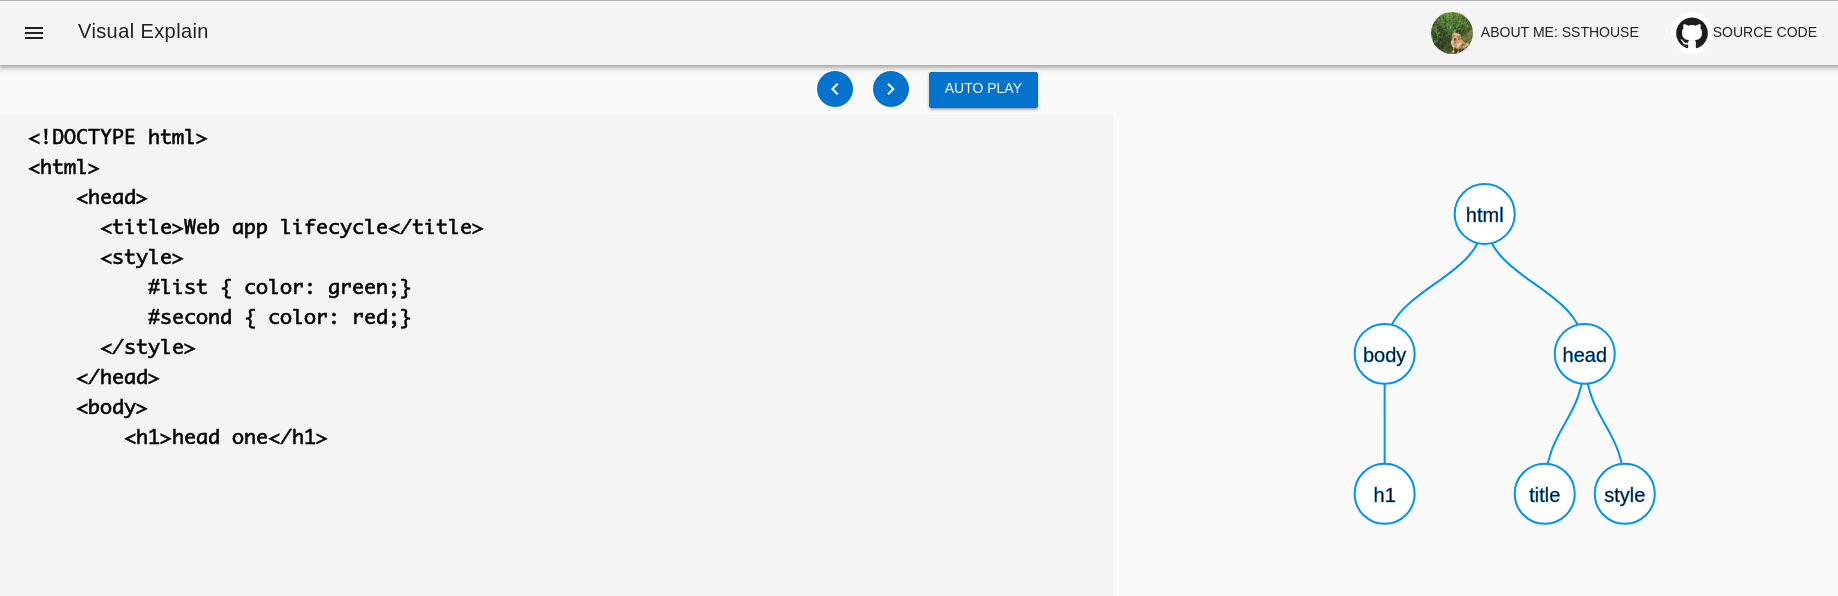 Visual Explain
ABOUT ME: SSTHOUSE
SOURCE CODE
AUTO PLAY
<!DOCTYPE html>
<html>
    <head>
      <title>Web app lifecycle</title>
      <style>
          #list { color: green;}
          #second { color: red;}
      </style>
    </head>
    <body>
        <h1>head one</h1>
html
body
head
h1
title
style